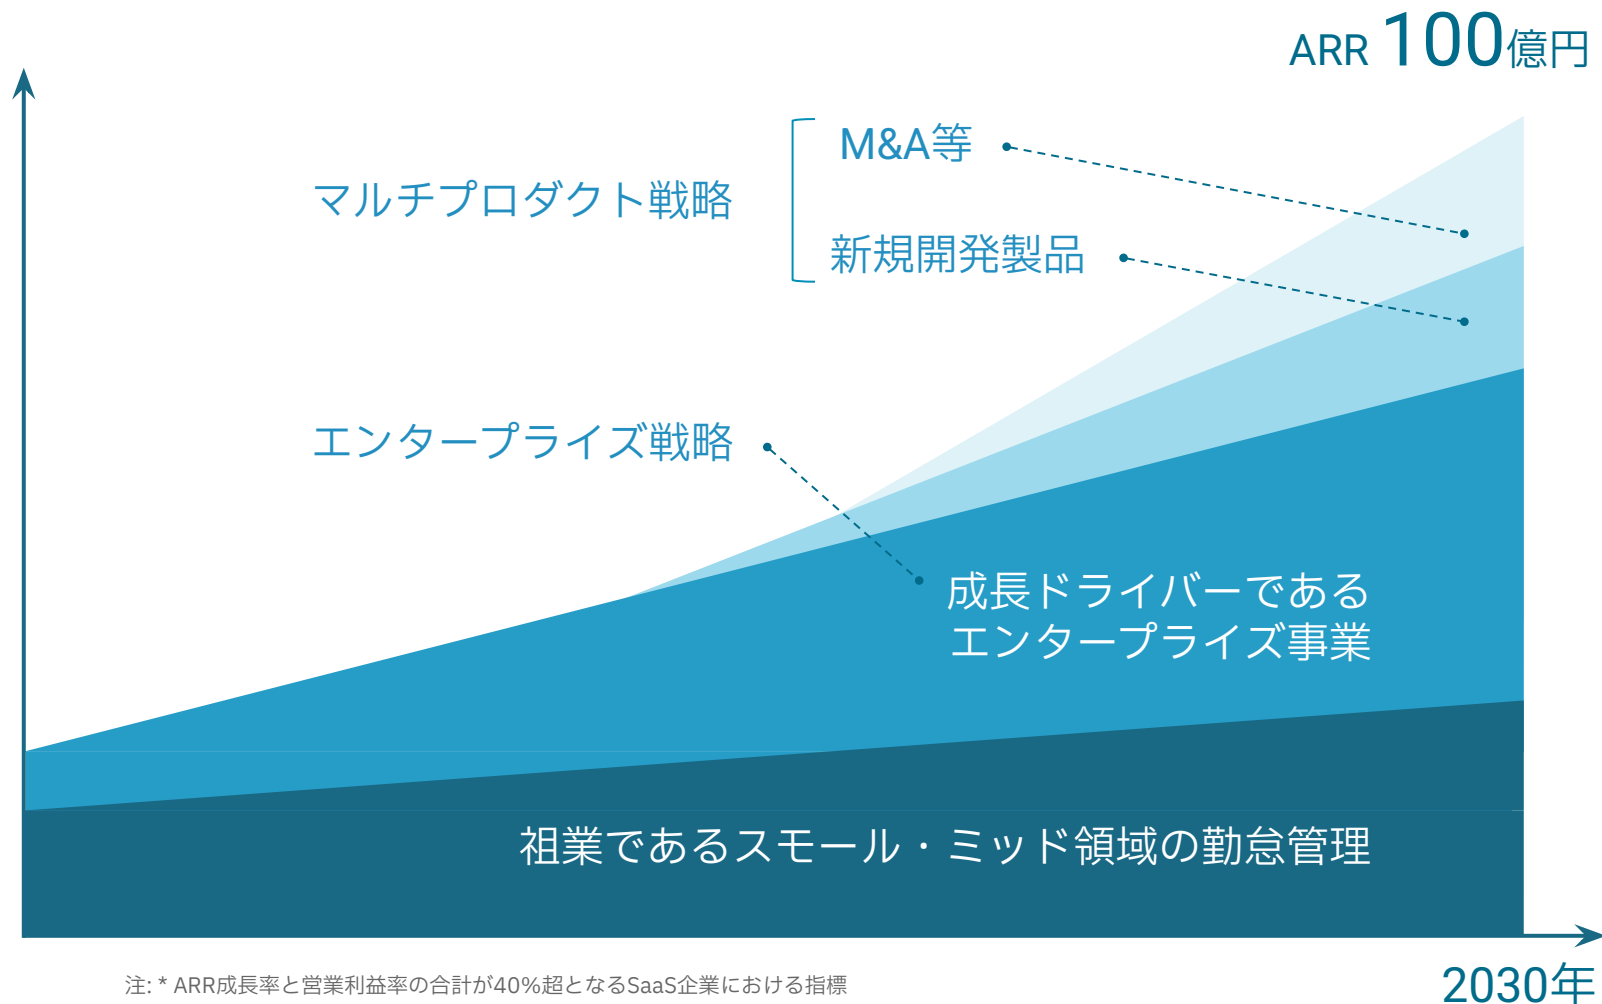 ARR 100億円
M&A等
マルチプロダクト戦略
新規開発製品
エンタープライズ戦略
成長ドライバーである
エンタープライズ事業
祖業であるスモール・ミッド領域の勤怠管理
注: * ARR成長率と営業利益率の合計が40%超となるSaaS企業における指標
2030年